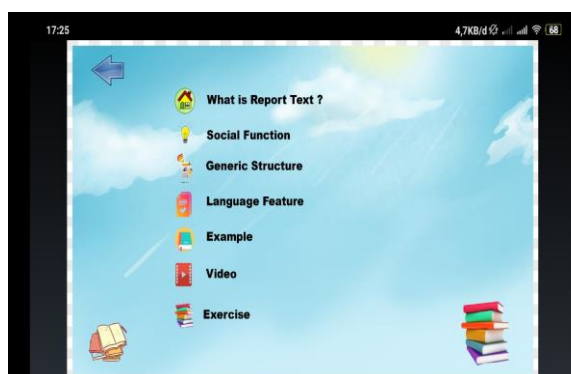 17:25 4,7KB/d 68
What is Report Text ?
Social Function
Generic Structure
Language Feature
Example
Video
Exercise